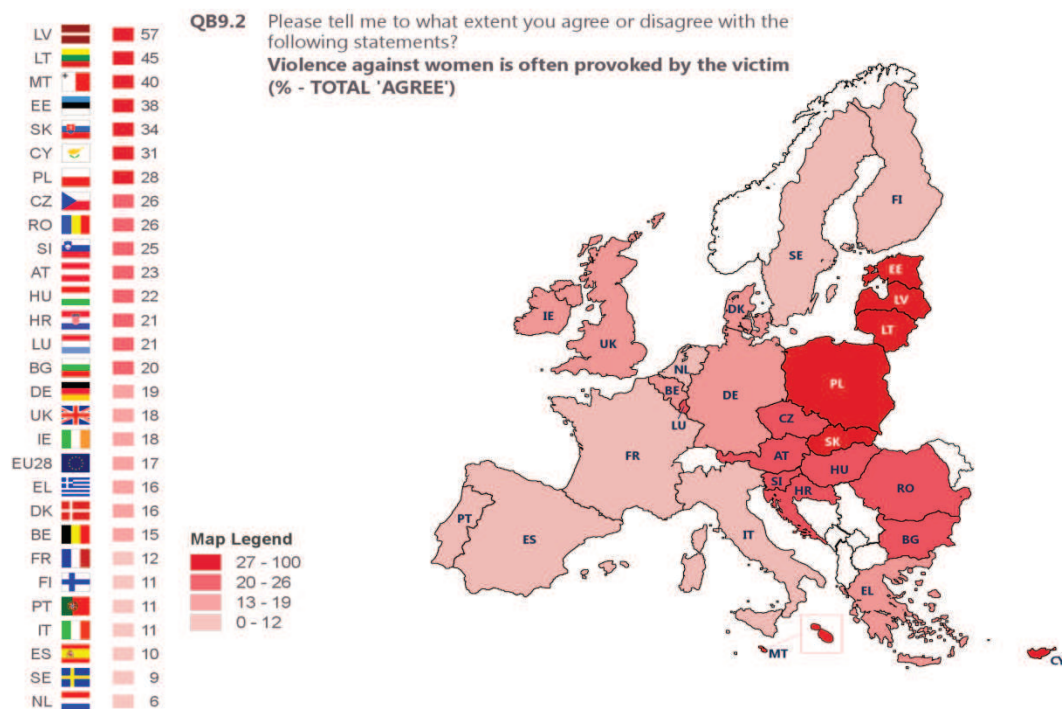 QB9.2 Please tell me to what extent you agree or disagree with the
following statements?
Violence against women is often provoked by the victim
(% - TOTAL 'AGREE')
LV 57
LT 45
MT 40
EE 38
SK 34
CY 31
PL 28
CZ 26
RO 26
SI 25
AT 23
HU 22
HR 21
LU 21
BG 20
DE 19
UK 18
IE 18
EU28 17
EL 16
DK 16
BE 15
FR 12
FI 11
PT 11
IT 11
ES 10
SE 9
NL 6
Map Legend
27 - 100
20 - 26
13 - 19
0 - 12
FI
SE
EE
LV
LT
DK
IE
UK
NL
BE
LU
DE
PL
CZ
SK
AT
HU
SI
HR
RO
BG
FR
PT
ES
IT
EL
MT
CY